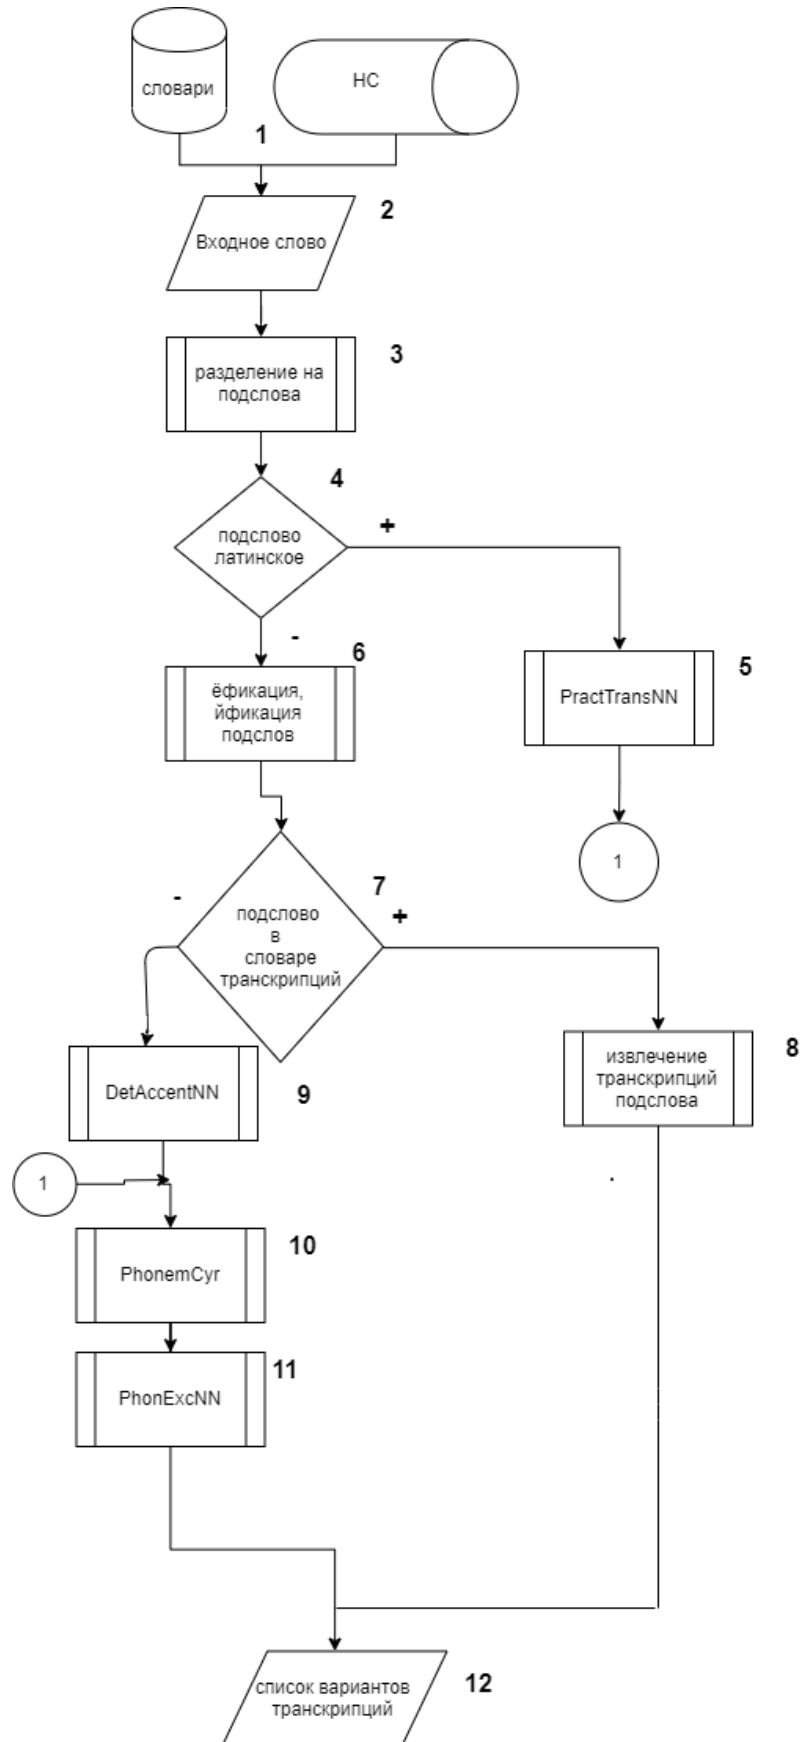 словари
НС
1
2
Входное слово
3
разделение на
подслова
4
подслово
латинское
+
-
6
ёфикация,
йфикация
подслов
5
PractTransNN
1
7
-
+
подслово
в
словаре
транскрипций
8
извлечение
транскрипций
подслова
DetAccentNN
9
1
10
PhonemCyr
11
PhonExcNN
12
список вариантов
транскрипций